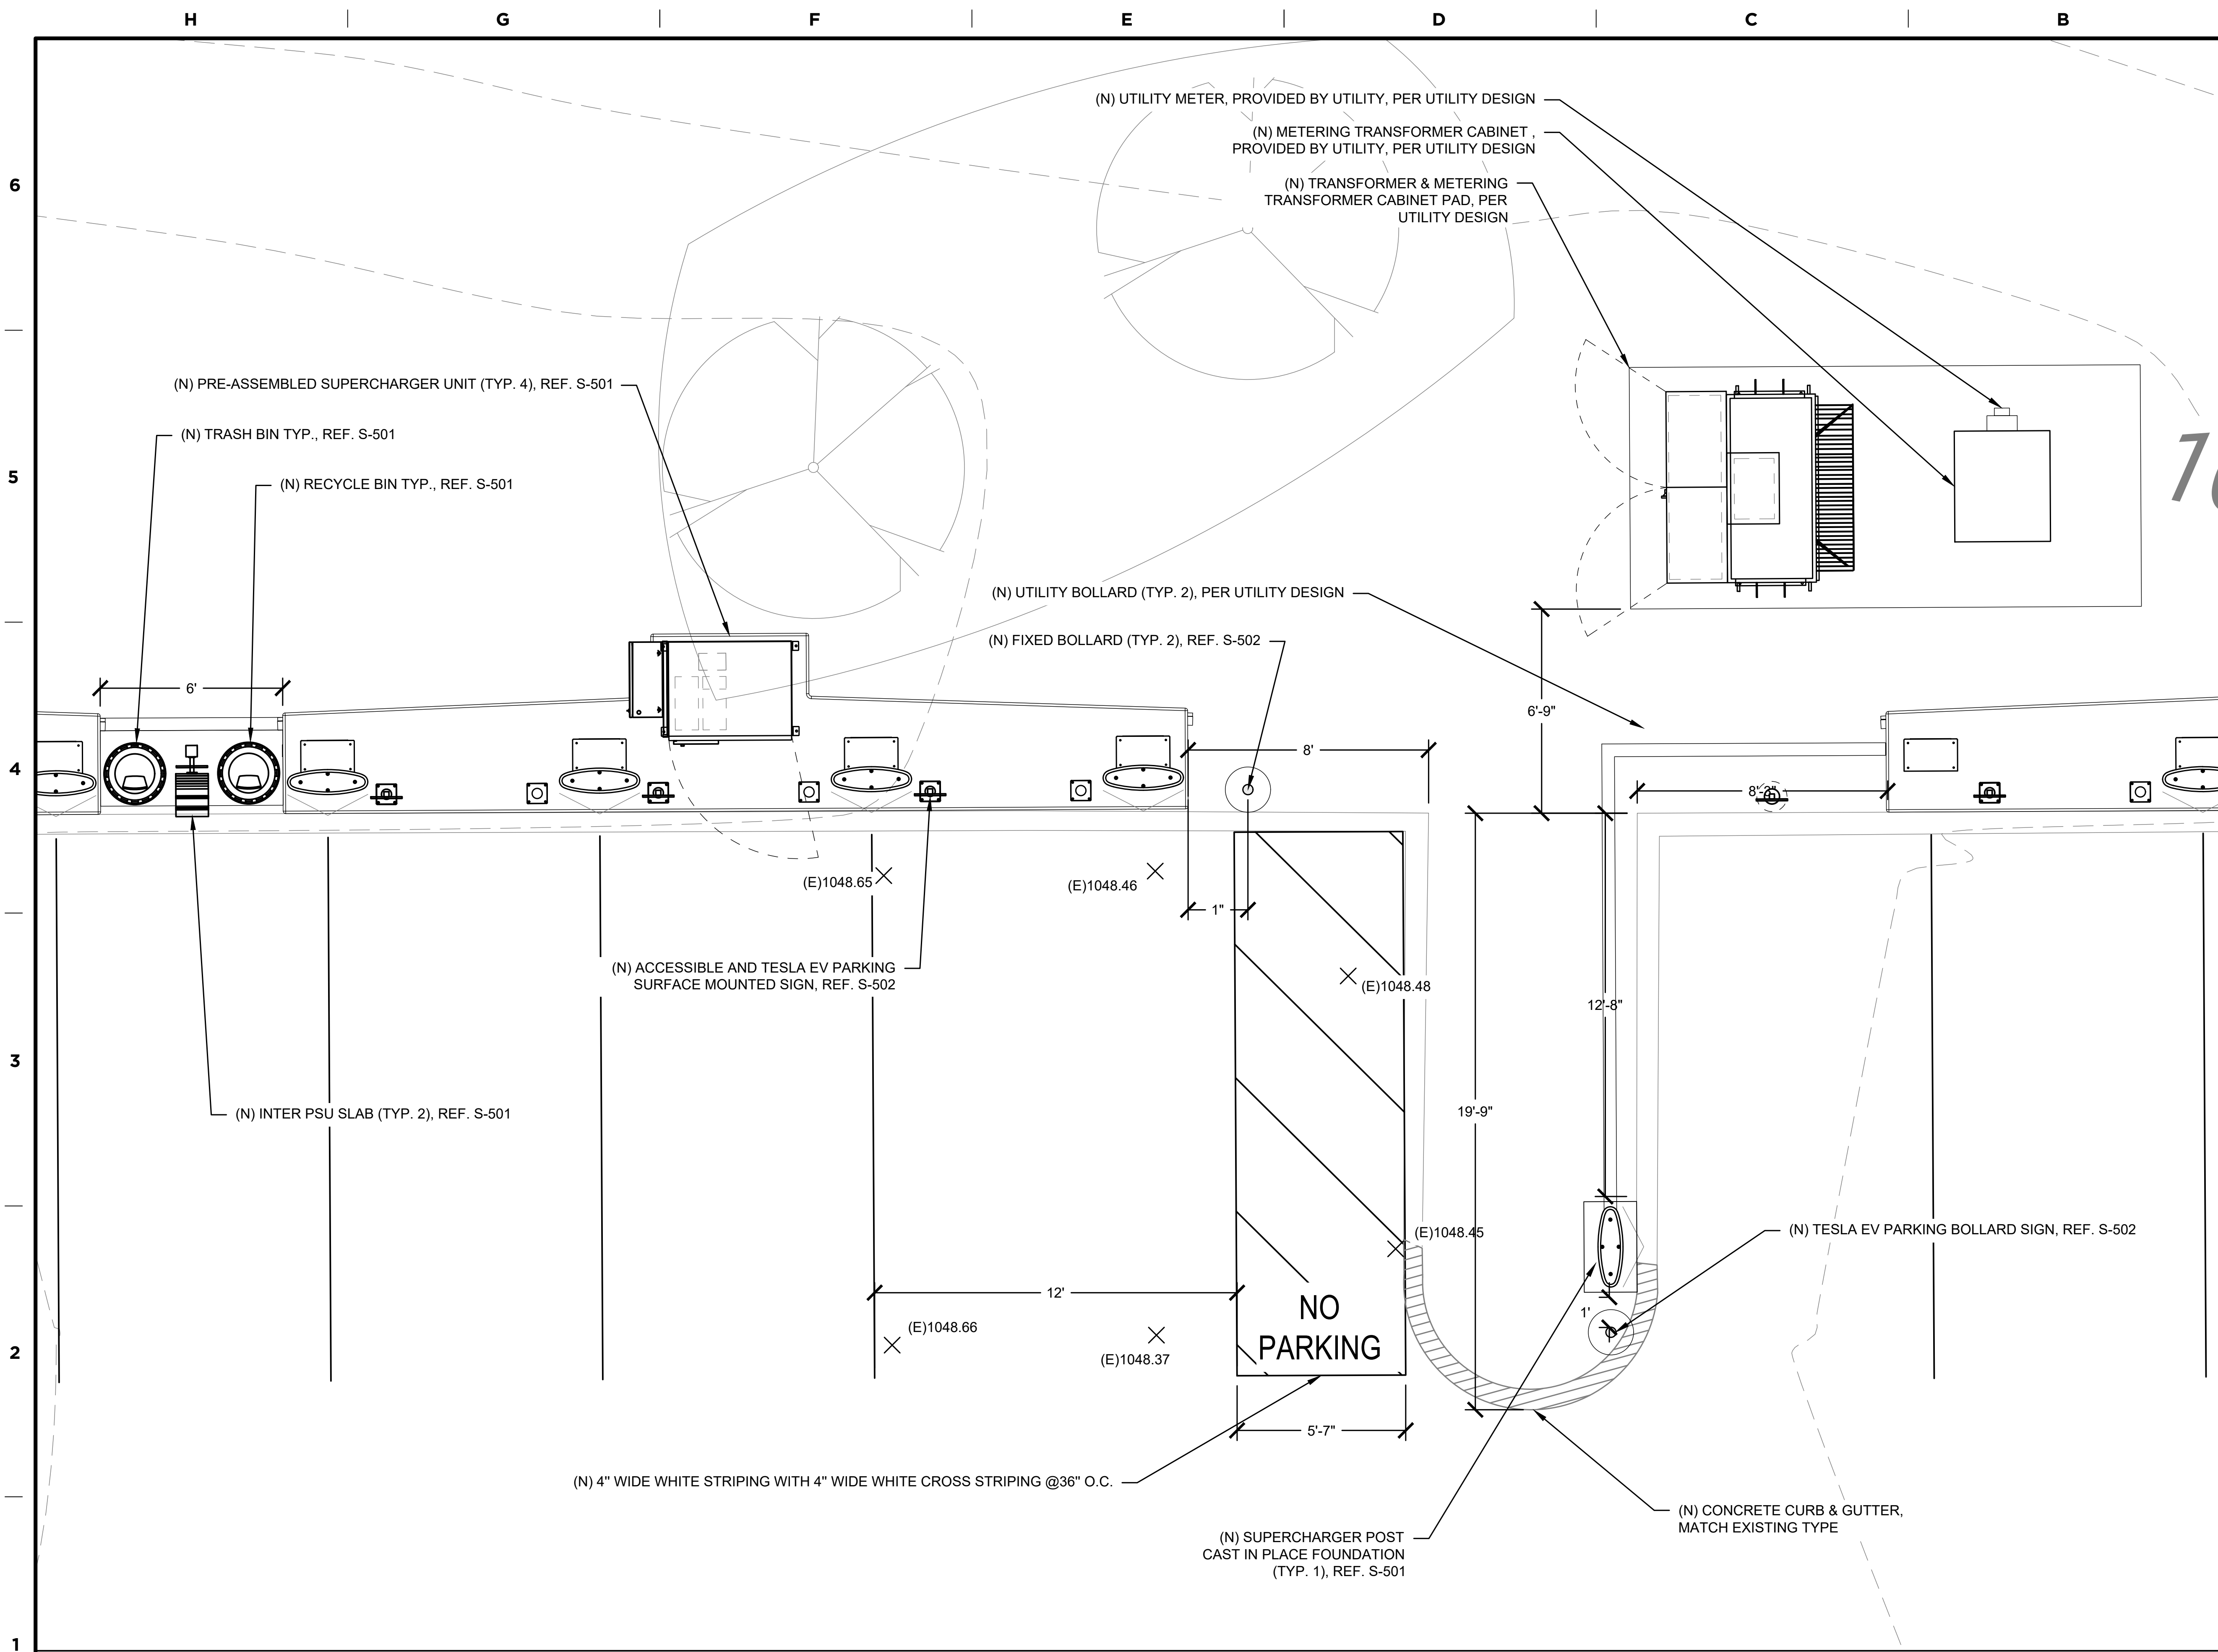 H G F E D C B
(N) UTILITY METER, PROVIDED BY UTILITY, PER UTILITY DESIGN
(N) METERING TRANSFORMER CABINET ,
PROVIDED BY UTILITY, PER UTILITY DESIGN
6
(N) TRANSFORMER & METERING
TRANSFORMER CABINET PAD, PER
UTILITY DESIGN
(N) PRE-ASSEMBLED SUPERCHARGER UNIT (TYP. 4), REF. S-501
(N) TRASH BIN TYP., REF. S-501
5
(N) RECYCLE BIN TYP., REF. S-501
(N) UTILITY BOLLARD (TYP. 2), PER UTILITY DESIGN
(N) FIXED BOLLARD (TYP. 2), REF. S-502
6'
6'-9"
8'
4
8'-3"
(E)1048.65
(E)1048.46
1"
(N) ACCESSIBLE AND TESLA EV PARKING
SURFACE MOUNTED SIGN, REF. S-502
(E)1048.48
12'-8"
3
(N) INTER PSU SLAB (TYP. 2), REF. S-501
19'-9"
(E)1048.45
(N) TESLA EV PARKING BOLLARD SIGN, REF. S-502
12'
1'
NO
PARKING
(E)1048.66
2
(E)1048.37
5'-7"
(N) 4" WIDE WHITE STRIPING WITH 4" WIDE WHITE CROSS STRIPING @36" O.C.
(N) CONCRETE CURB & GUTTER,
MATCH EXISTING TYPE
(N) SUPERCHARGER POST
CAST IN PLACE FOUNDATION
(TYP. 1), REF. S-501
1